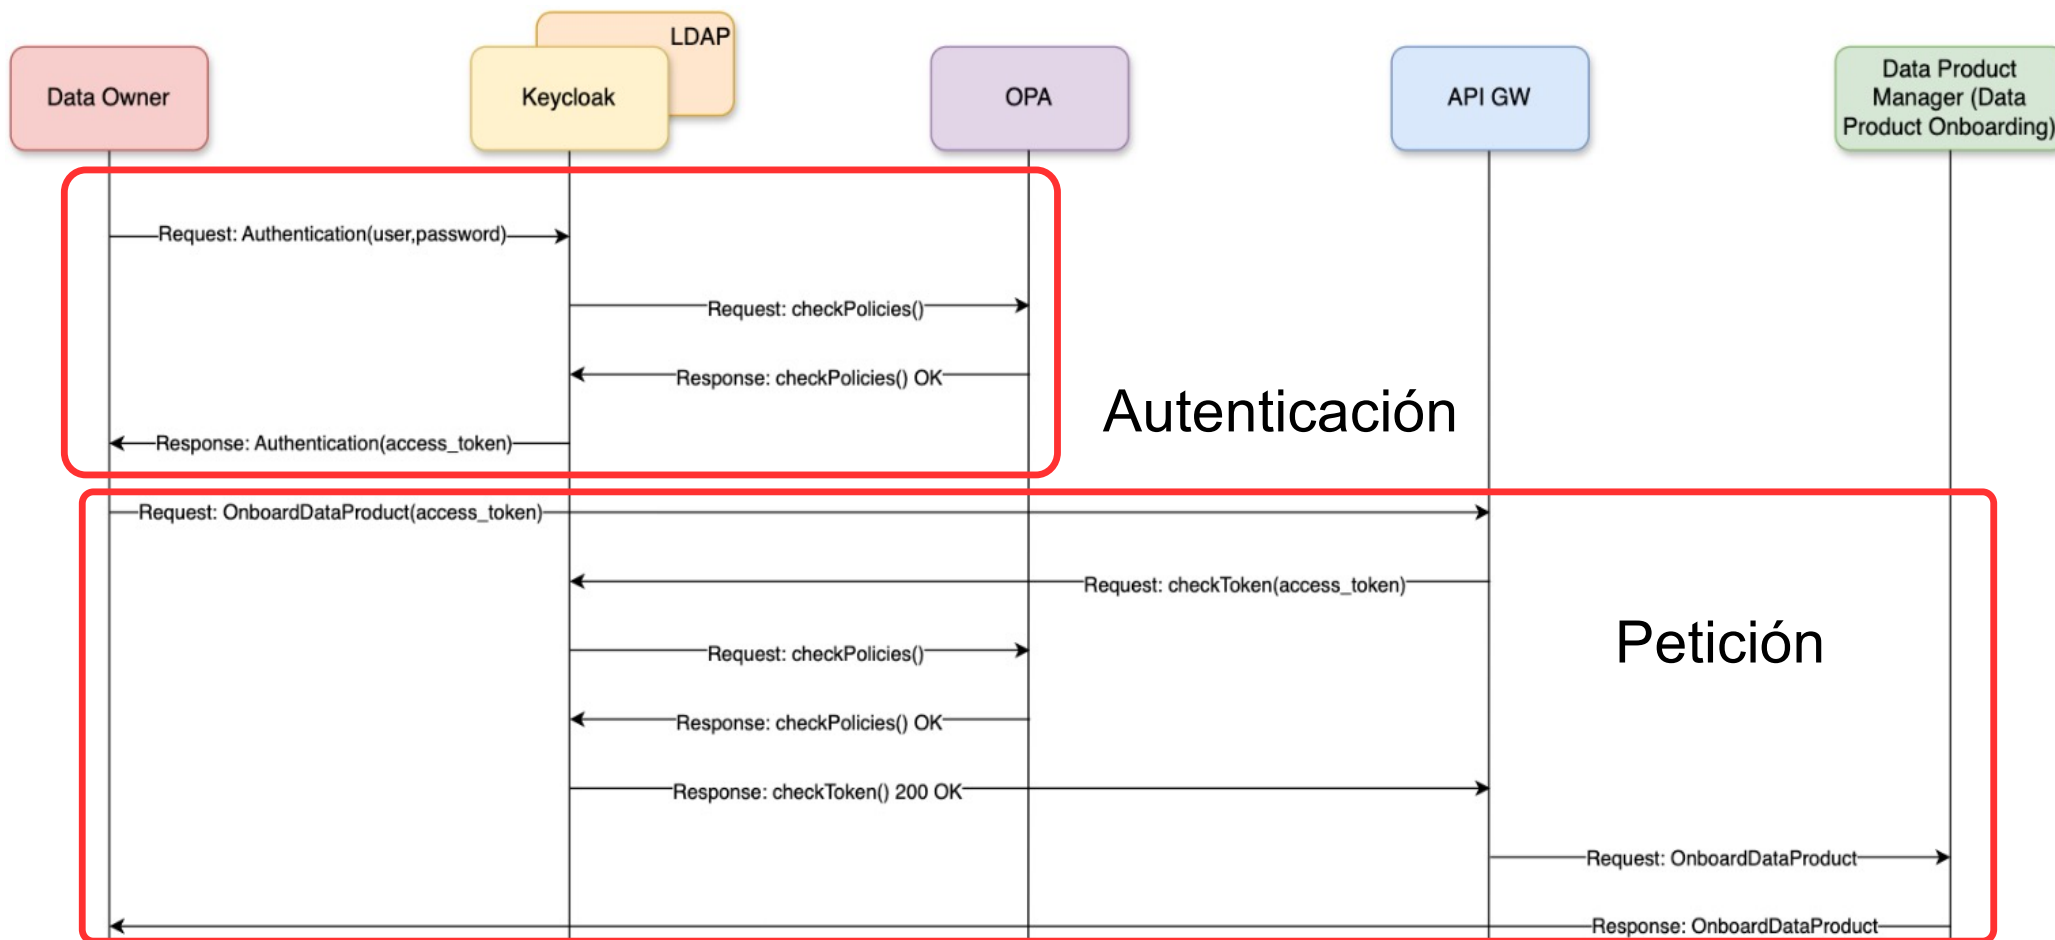 LDAP
Data Owner
Keycloak
OPA
API GW
Data Product
Manager (Data
Product Onboarding)
Request: Authentication(user,password)
Request: checkPolicies()
Response: checkPolicies() OK
Autenticación
Response: Authentication(access_token)
Request: OnboardDataProduct(access_token)
Request: checkToken(access_token)
Petición
Request: checkPolicies()
Response: checkPolicies() OK
Response: checkToken() 200 OK
Request: OnboardDataProduct
Response: OnboardDataProduct